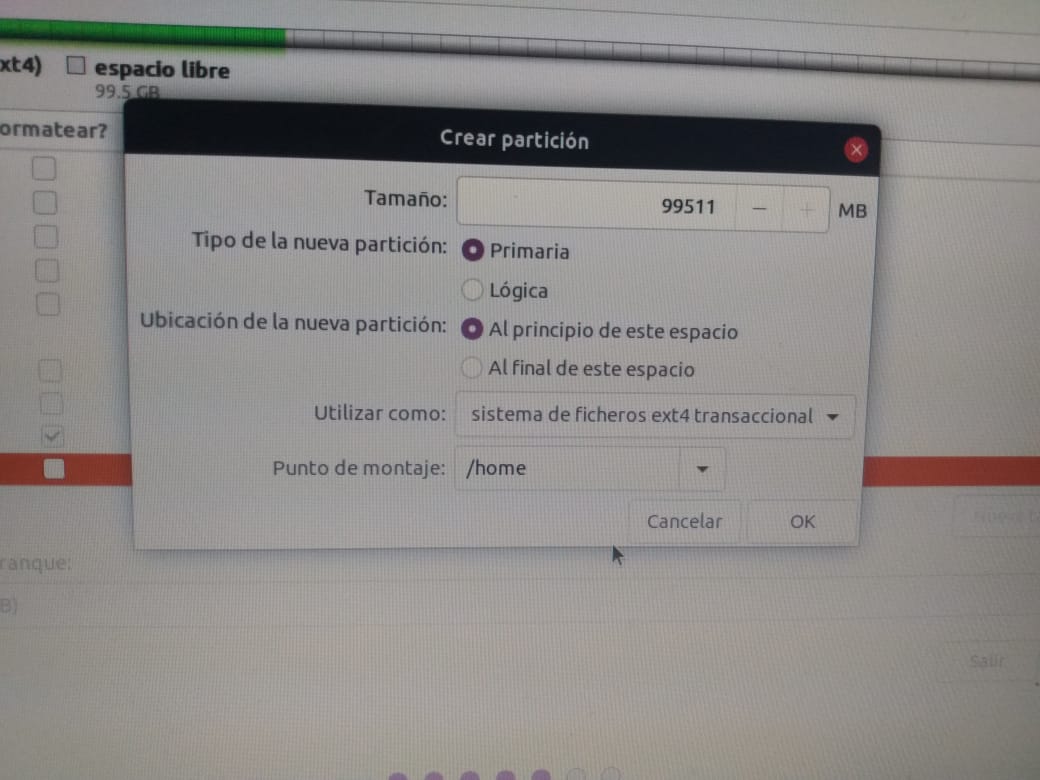 xt4) espacio libre
99.5 GB
ormatear?
Crear partición
Tamaño: 99511 MB
Tipo de la nueva partición: Primaria
Lógica
Ubicación de la nueva partición: Al principio de este espacio
Al final de este espacio
Utilizar como: sistema de ficheros ext4 transaccional
Punto de montaje: /home
Cancelar OK
ranque:
B)
Salir